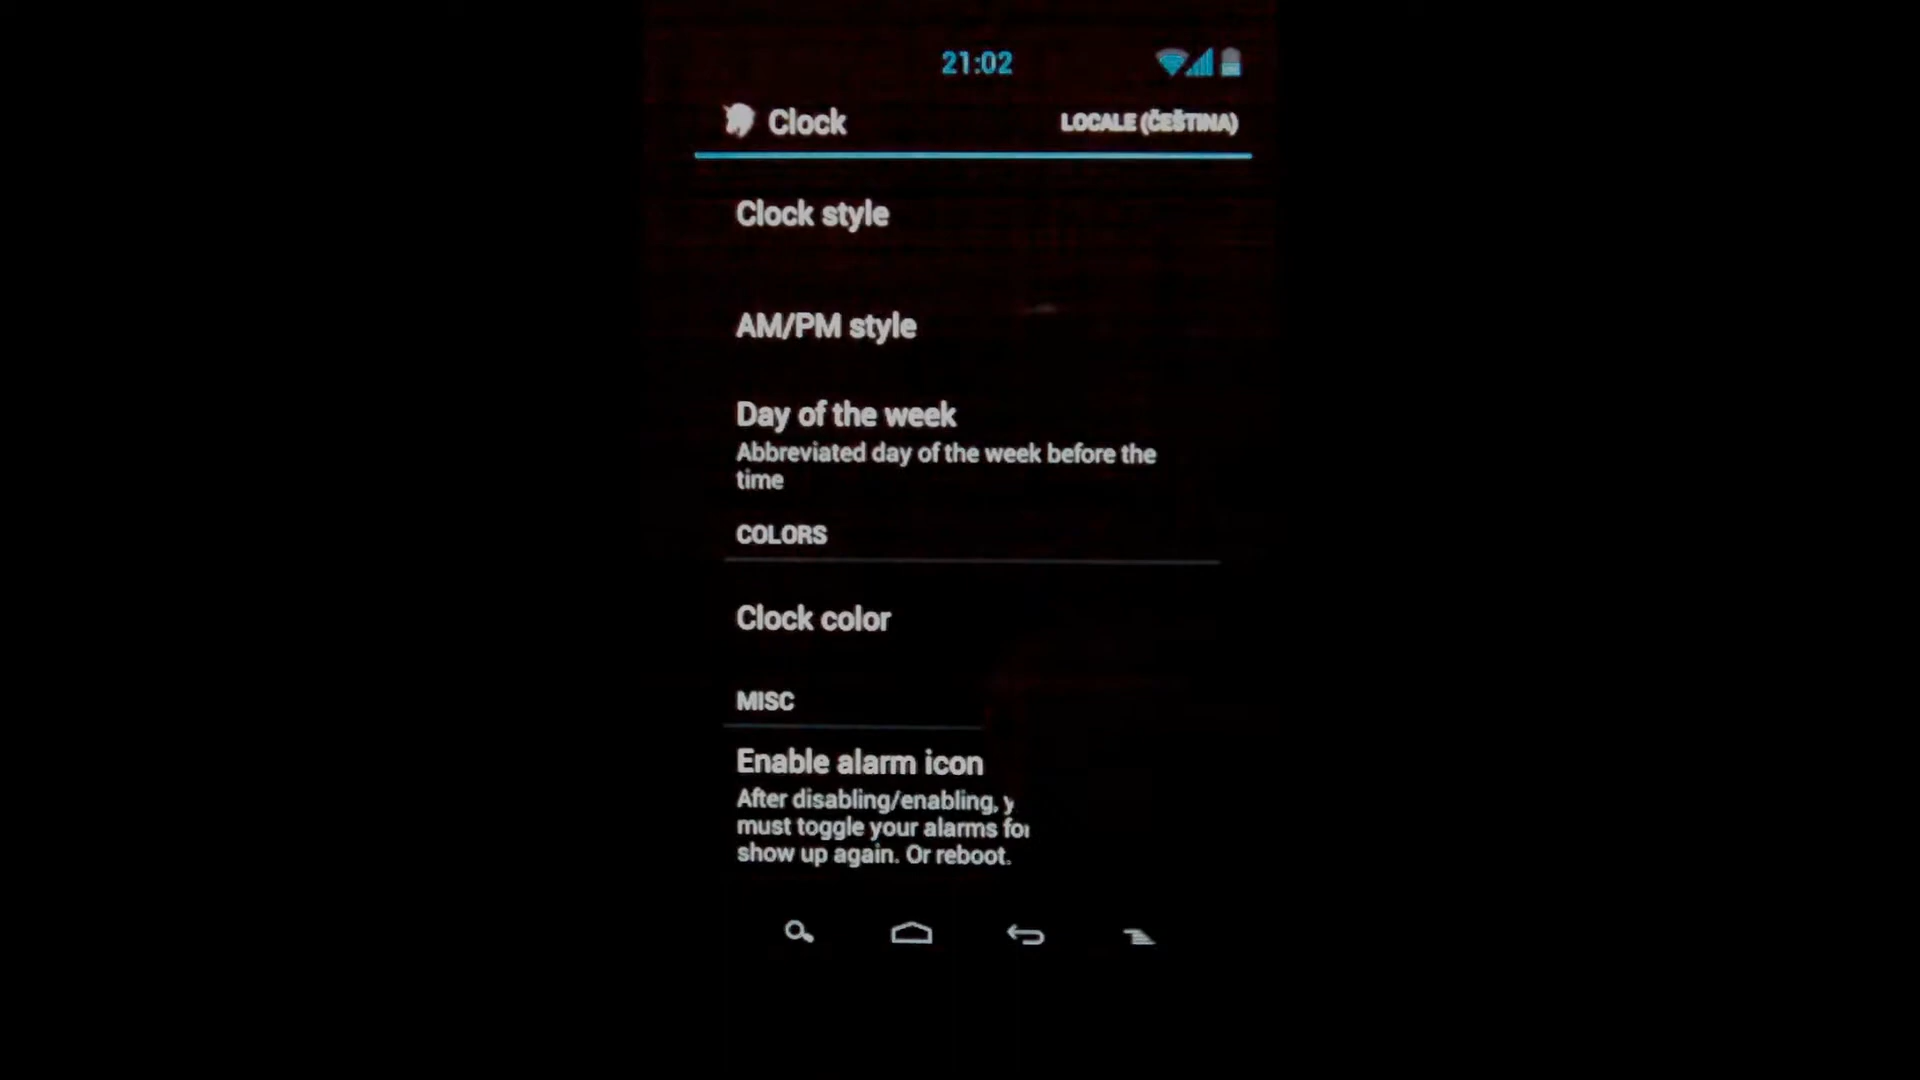 21:02
Clock LOCALE (ČEŠTINA)
Clock style
AM/PM style
Day of the week
Abbreviated day of the week before the
time
COLORS
Clock color
MISC
Enable alarm icon
After disabling/enabling,
must toggle your alarms for
show up again. Or reboot.